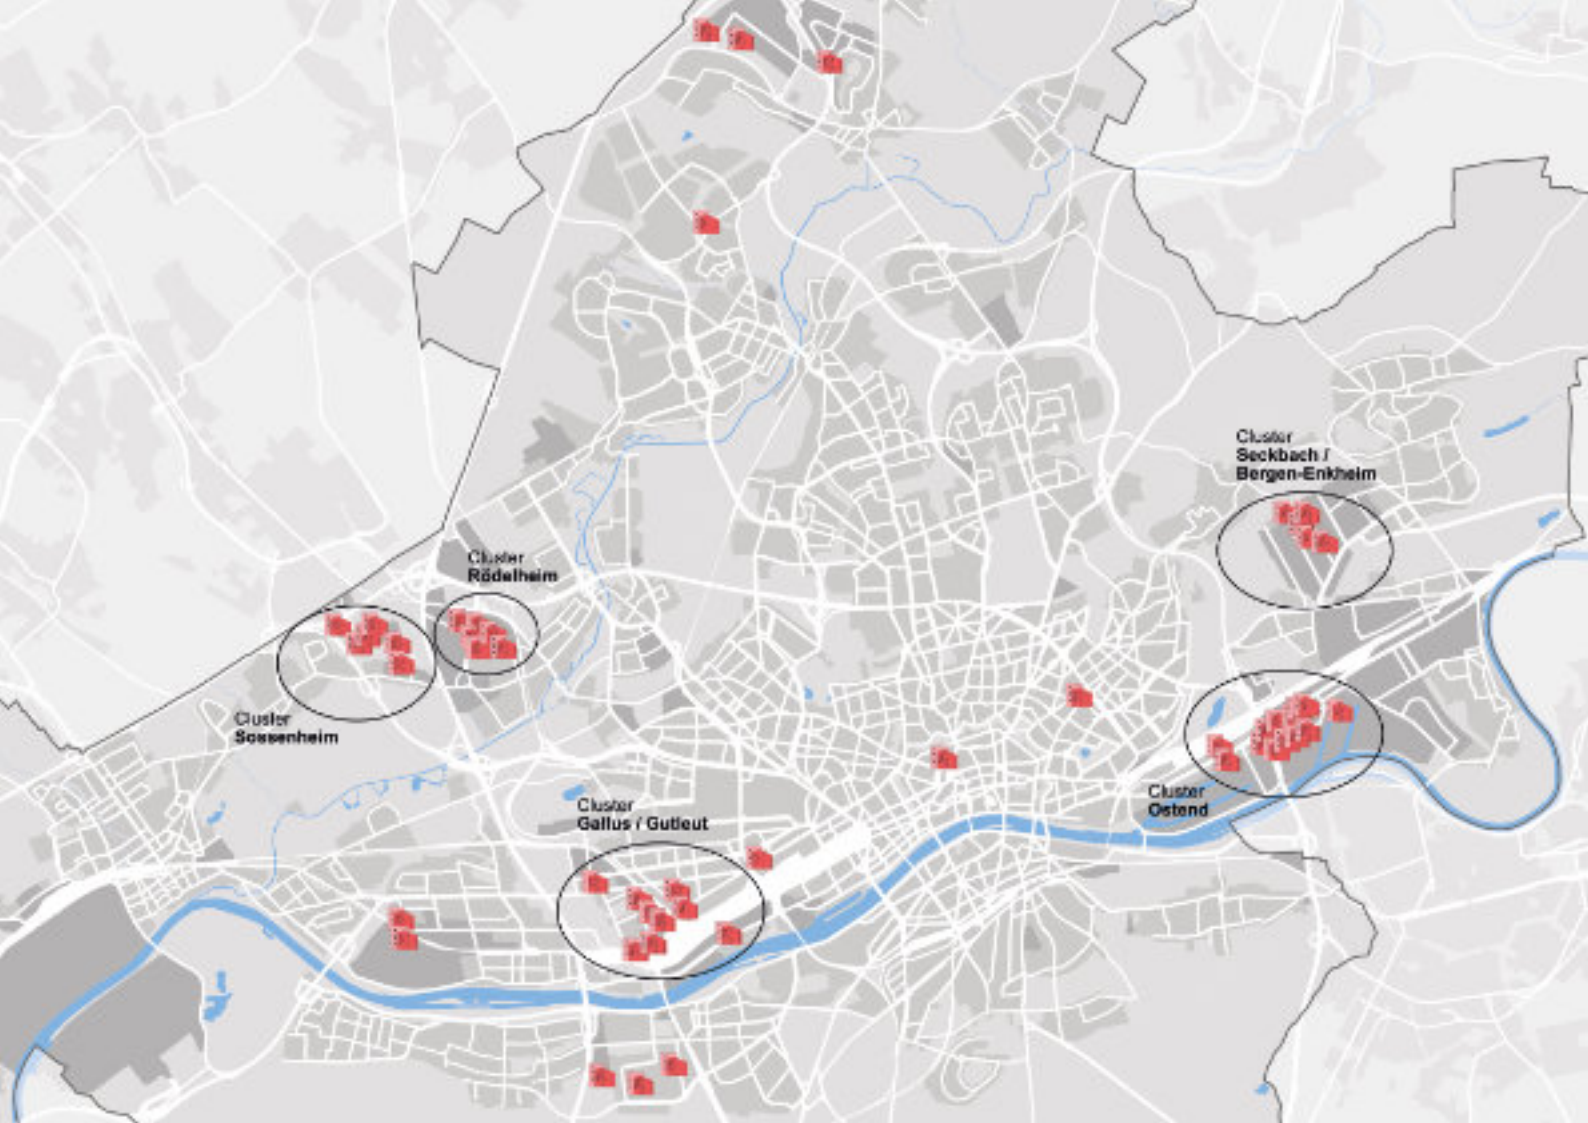 Cluster
Seckbach /
Bergen-Enkheim
Cluster
Rödelheim
Cluster
Sossenheim
Cluster
Ostend
Cluster
Gallus / Gutleut